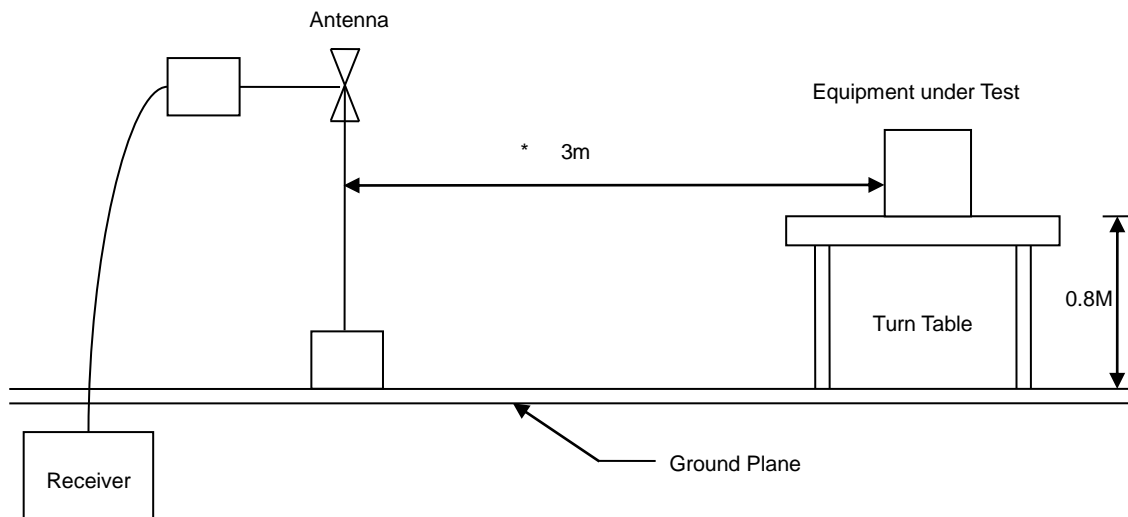 Antenna
Equipment under Test
* 3m
0.8M
Turn Table
Ground Plane
Receiver